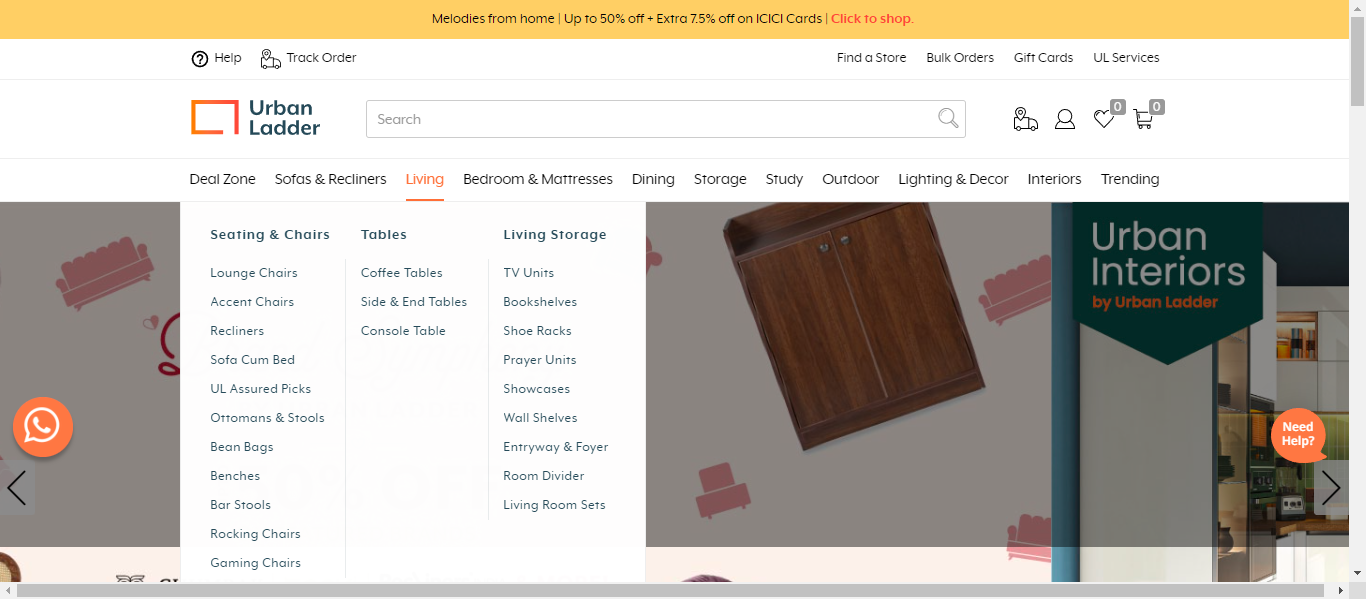 Melodies from home | Up to 50% off + Extra 7.5% off on ICICI Cards | Click to shop.
Help
Track Order
Find a Store
Bulk Orders
Gift Cards
UL Services
Urban
Ladder
Search
0
0
Deal Zone
Sofas & Recliners
Living
Bedroom & Mattresses
Dining
Storage
Study
Outdoor
Lighting & Decor
Interiors
Trending
Seating & Chairs
Lounge Chairs
Accent Chairs
Recliners
Sofa Cum Bed
UL Assured Picks
Ottomans & Stools
Bean Bags
Benches
Bar Stools
Rocking Chairs
Gaming Chairs
Tables
Coffee Tables
Side & End Tables
Console Table
Living Storage
TV Units
Bookshelves
Shoe Racks
Prayer Units
Showcases
Wall Shelves
Entryway & Foyer
Room Divider
Living Room Sets
Urban
Interiors
by Urban Ladder
Need
Help?